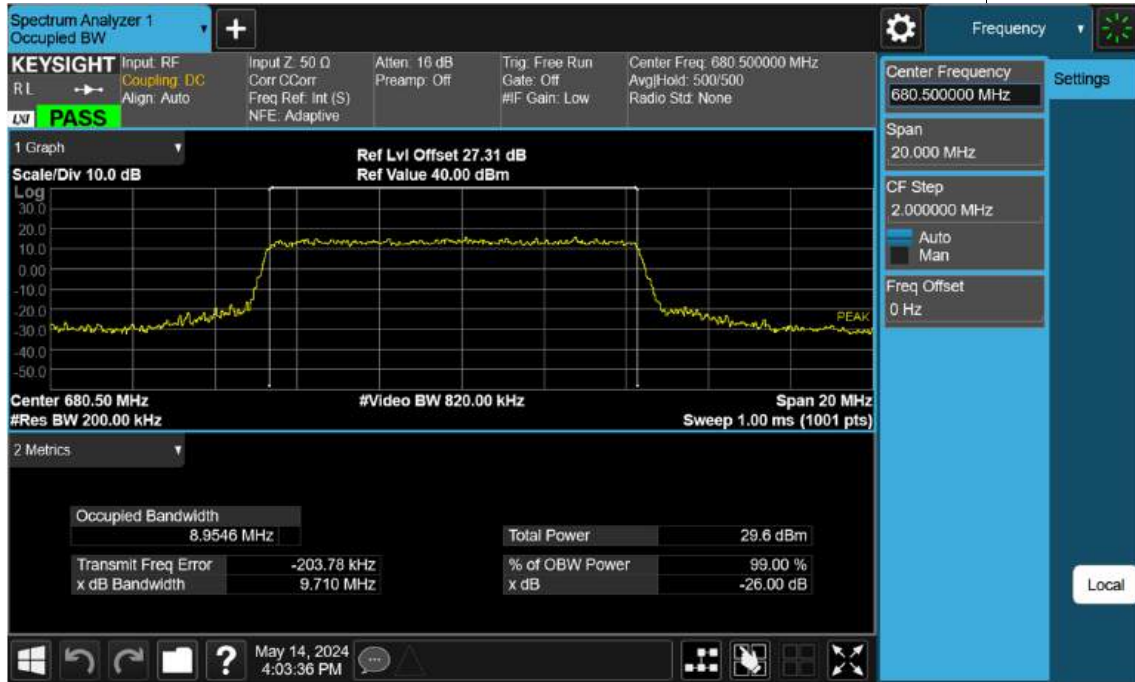 Spectrum Analyzer 1
Occupied BW
Frequency
KEYSIGHT
R L
LXI PASS
Input: RF
Coupling: DC
Align: Auto
Input Z: 50 Ω
Corr CCorr
Freq Ref: Int (S)
NFE: Adaptive
Atten: 16 dB
Preamp: Off
Trig: Free Run
Gate: Off
#IF Gain: Low
Center Freq: 680.500000 MHz
Avg|Hold: 500/500
Radio Std: None
Center Frequency
680.500000 MHz
Settings
Span
20.000 MHz
CF Step
2.000000 MHz
Auto
Man
Freq Offset
0 Hz
Local
1 Graph
Scale/Div 10.0 dB
Ref Lvl Offset 27.31 dB
Ref Value 40.00 dBm
Log
30.0
20.0
10.0
0.00
-10.0
-20.0
-30.0
-40.0
-50.0
PEAK
Center 680.50 MHz
#Video BW 820.00 kHz
Span 20 MHz
#Res BW 200.00 kHz
Sweep 1.00 ms (1001 pts)
2 Metrics
Occupied Bandwidth
8.9546 MHz
Total Power 29.6 dBm
Transmit Freq Error -203.78 kHz
% of OBW Power 99.00 %
x dB Bandwidth 9.710 MHz
x dB -26.00 dB
?
May 14, 2024
4:03:36 PM